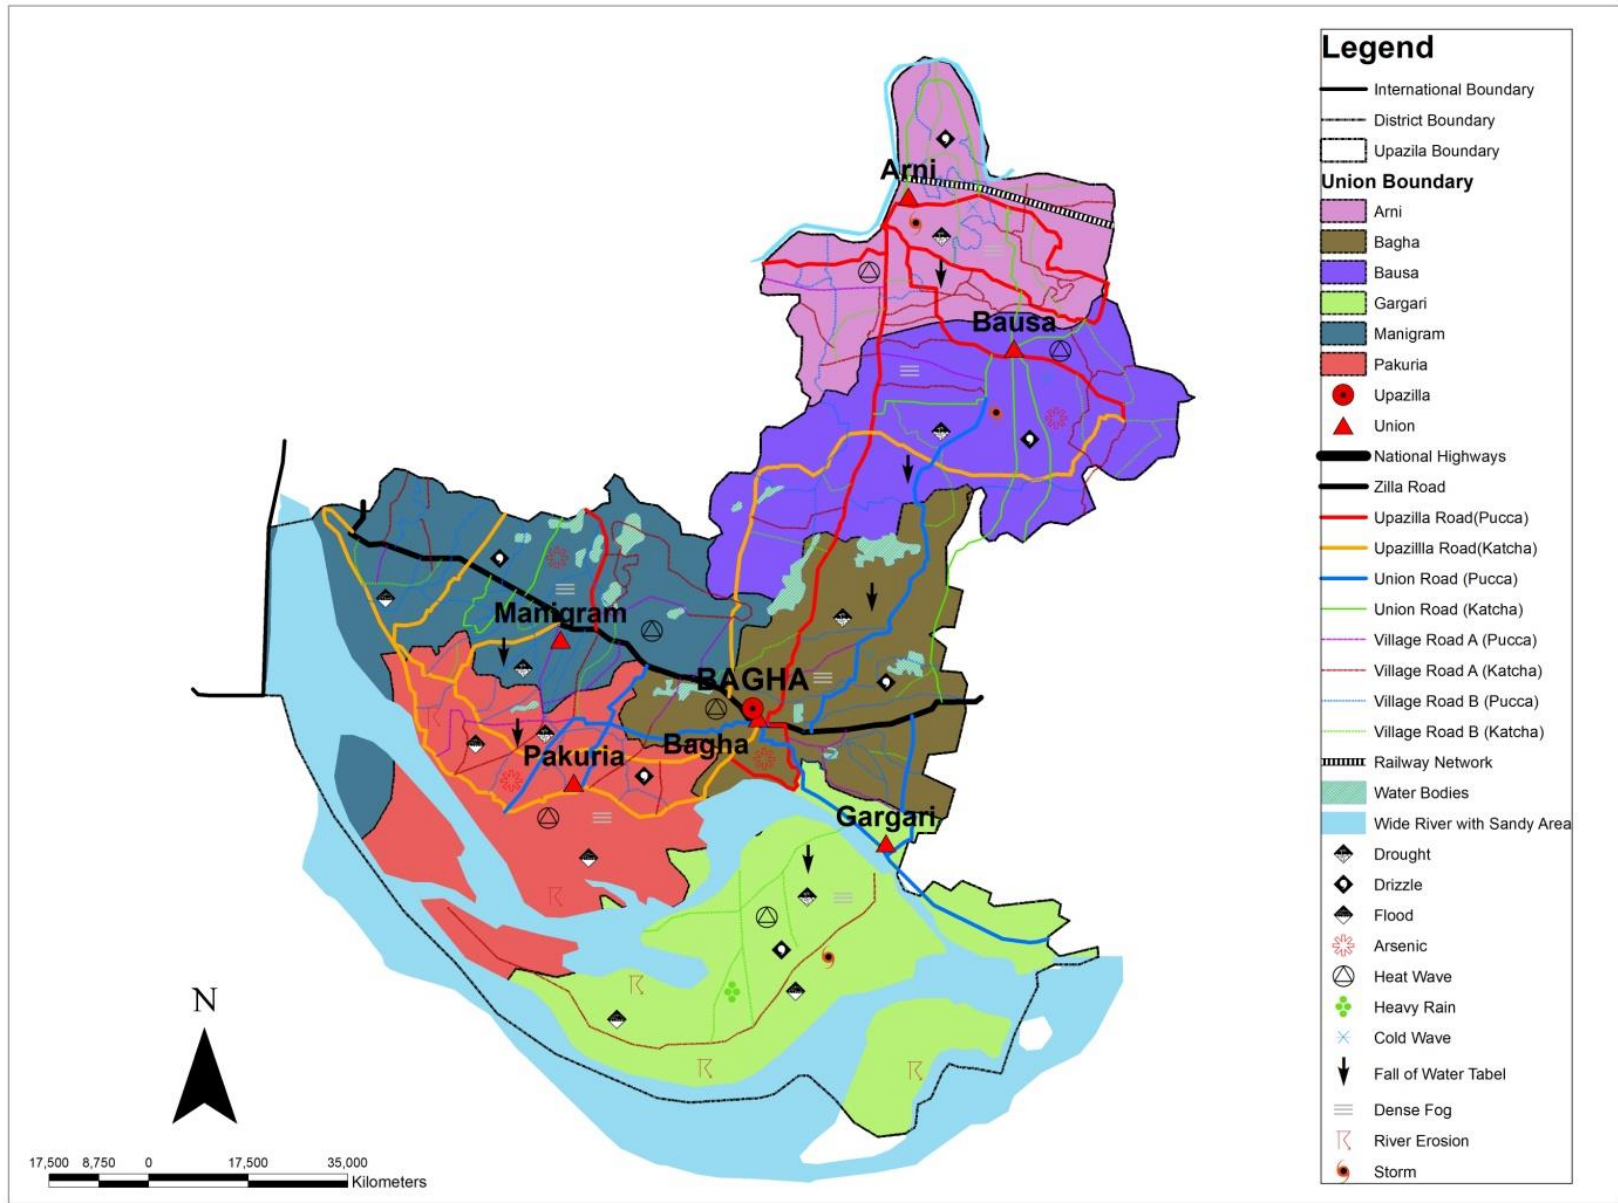 Arni
Bausa
Manigram
BAGHA
Bagha
Pakuria
Gargari
N
17,500 8,750 0 17,500 35,000
Kilometers
Legend
International Boundary
District Boundary
Upazila Boundary
Union Boundary
Arni
Bagha
Bausa
Gargari
Manigram
Pakuria
Upazilla
Union
National Highways
Zilla Road
Upazilla Road(Pucca)
Upazillla Road(Katcha)
Union Road (Pucca)
Union Road (Katcha)
Village Road A (Pucca)
Village Road A (Katcha)
Village Road B (Pucca)
Village Road B (Katcha)
Railway Network
Water Bodies
Wide River with Sandy Area
Drought
Drizzle
Flood
Arsenic
Heat Wave
Heavy Rain
Cold Wave
Fall of Water Tabel
Dense Fog
River Erosion
Storm